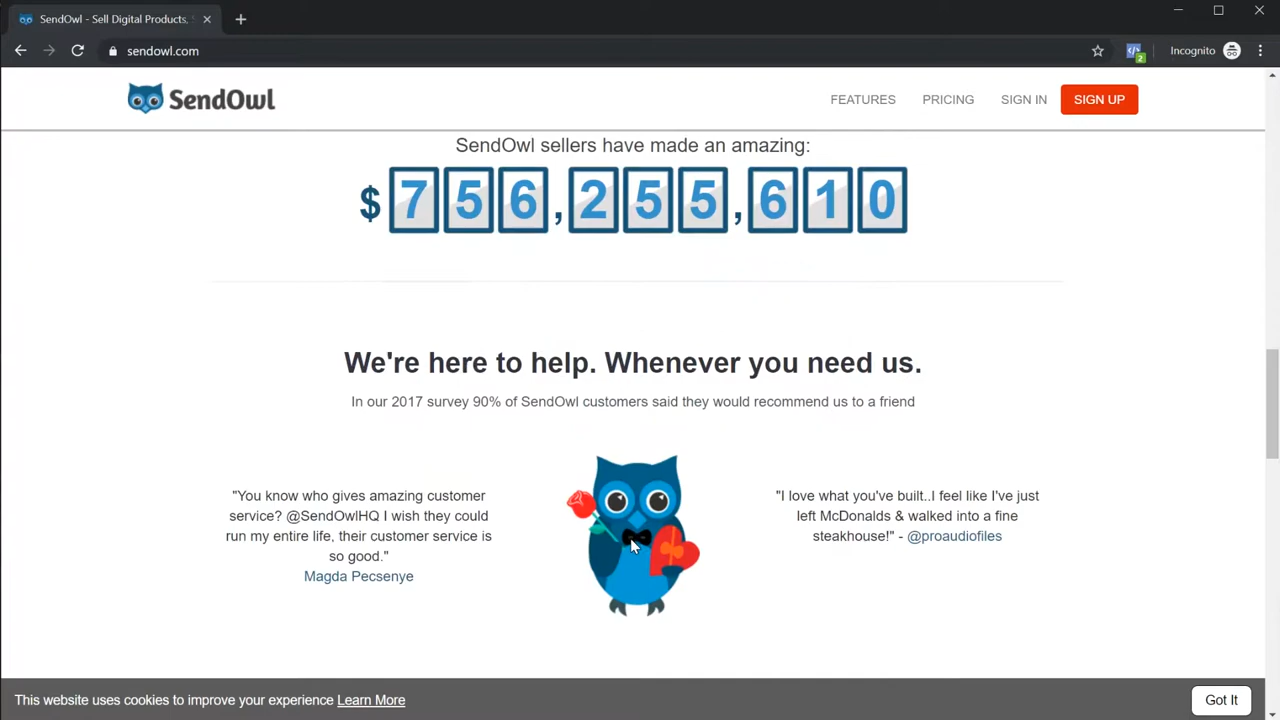 SendOwl - Sell Digital Products,
sendowl.com
Incognito
2
SendOwl
FEATURES
PRICING
SIGN IN
SIGN UP
SendOwl sellers have made an amazing:
$756,255,610
We're here to help. Whenever you need us.
In our 2017 survey 90% of SendOwl customers said they would recommend us to a friend
"You know who gives amazing customer
service? @SendOwlHQ I wish they could
run my entire life, their customer service is
so good."
Magda Pecsenye
"I love what you've built..I feel like I've just
left McDonalds & walked into a fine
steakhouse!" - @proaudiofiles
This website uses cookies to improve your experience Learn More
Got It